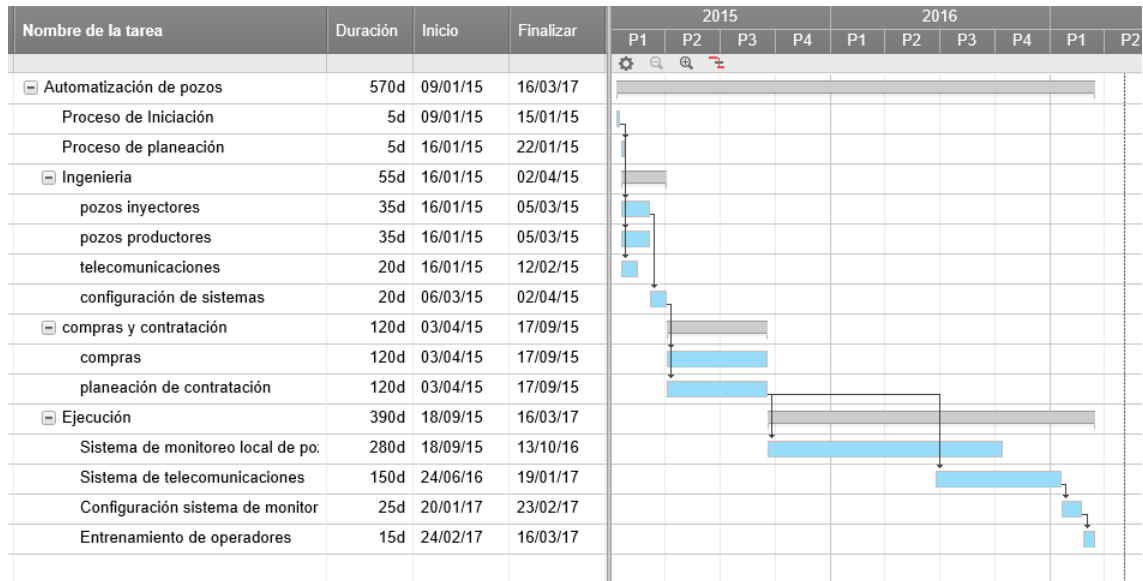 Nombre de la tarea Duración Inicio Finalizar 2015 2016
P1 P2 P3 P4 P1 P2 P3 P4 P1 P2
Automatización de pozos 570d 09/01/15 16/03/17
Proceso de Iniciación 5d 09/01/15 15/01/15
Proceso de planeación 5d 16/01/15 22/01/15
Ingenieria 55d 16/01/15 02/04/15
pozos inyectores 35d 16/01/15 05/03/15
pozos productores 35d 16/01/15 05/03/15
telecomunicaciones 20d 16/01/15 12/02/15
configuración de sistemas 20d 06/03/15 02/04/15
compras y contratación 120d 03/04/15 17/09/15
compras 120d 03/04/15 17/09/15
planeación de contratación 120d 03/04/15 17/09/15
Ejecución 390d 18/09/15 16/03/17
Sistema de monitoreo local de po 280d 18/09/15 13/10/16
Sistema de telecomunicaciones 150d 24/06/16 19/01/17
Configuración sistema de monitor 25d 20/01/17 23/02/17
Entrenamiento de operadores 15d 24/02/17 16/03/17